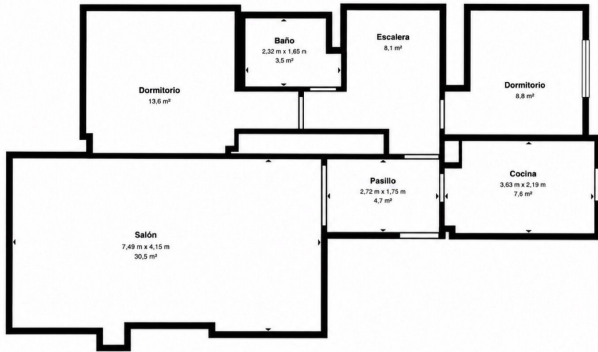 Baño
2,32 m x 1,65 m
3,5 m²
Escalera
8,1 m²
Dormitorio
13,6 m²
Dormitorio
8,8 m²
Pasillo
2,72 m x 1,75 m
4,7 m²
Cocina
3,63 m x 2,19 m
7,6 m²
Salón
7,49 m x 4,15 m
30,5 m²